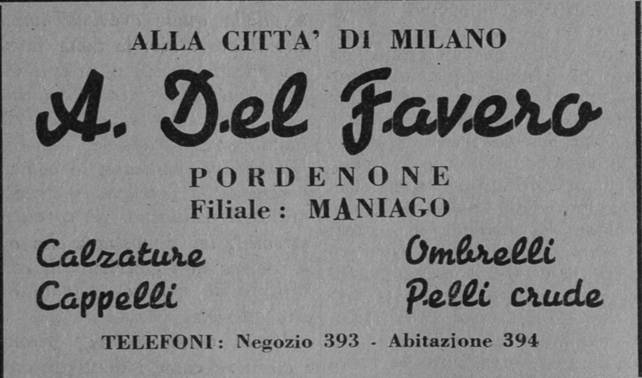 ALLA CITTA' DI MILANO
A. Del Favero
PORDENONE
Filiale : MANIAGO
Calzature Ombrelli
Cappelli Pelli crude
TELEFONI : Negozio 393 - Abitazione 394